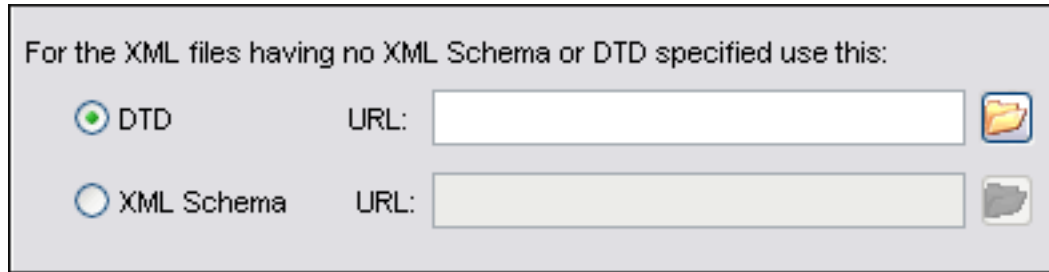 For the XML files having no XML Schema or DTD specified use this:
DTD URL:
XML Schema URL: